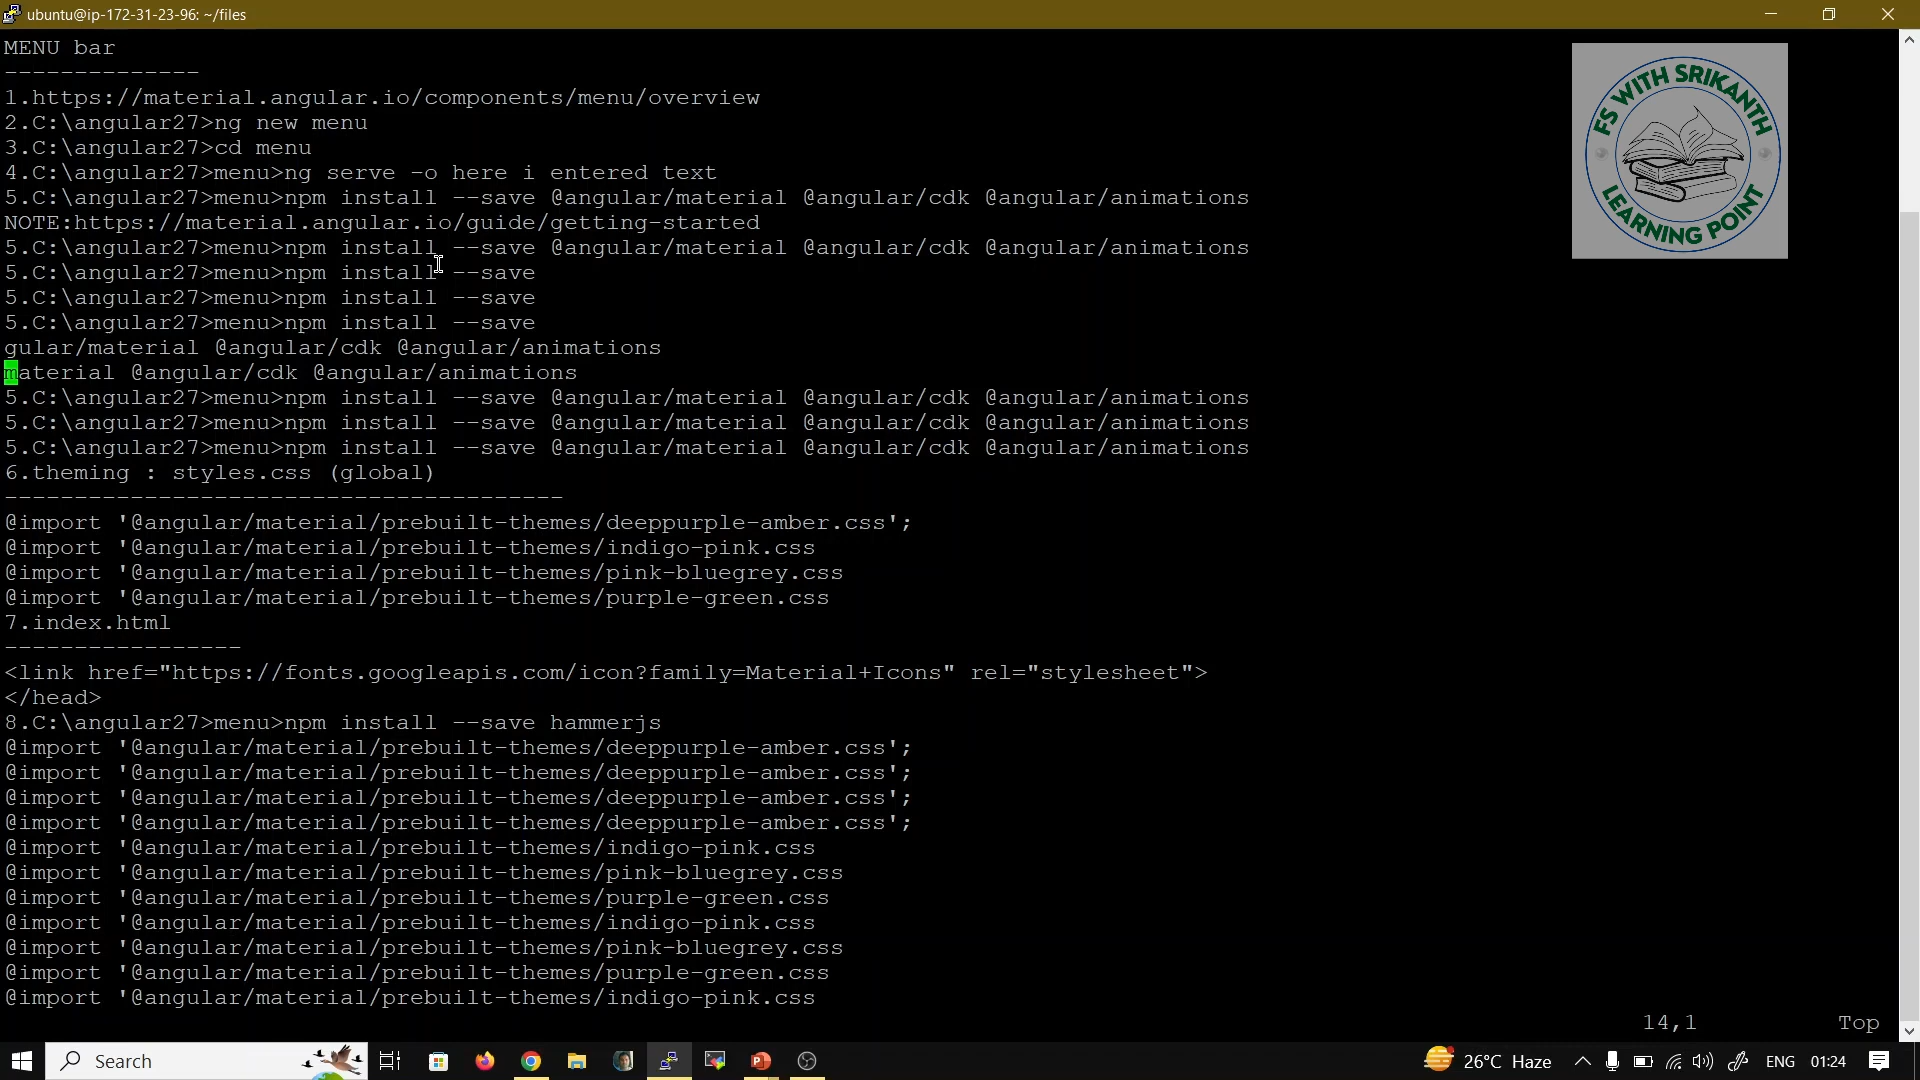 ubuntu@ip-172-31-23-96: ~/files
MENU bar
--------------
1.https://material.angular.io/components/menu/overview
2.C:\angular27>ng new menu
3.C:\angular27>cd menu
4.C:\angular27>menu>ng serve -o here i entered text
5.C:\angular27>menu>npm install --save @angular/material @angular/cdk @angular/animations
NOTE:https://material.angular.io/guide/getting-started
5.C:\angular27>menu>npm install --save @angular/material @angular/cdk @angular/animations
5.C:\angular27>menu>npm install --save
5.C:\angular27>menu>npm install --save
5.C:\angular27>menu>npm install --save
gular/material @angular/cdk @angular/animations
material @angular/cdk @angular/animations
5.C:\angular27>menu>npm install --save @angular/material @angular/cdk @angular/animations
5.C:\angular27>menu>npm install --save @angular/material @angular/cdk @angular/animations
5.C:\angular27>menu>npm install --save @angular/material @angular/cdk @angular/animations
6.theming : styles.css (global)
----------------------------------------
@import '@angular/material/prebuilt-themes/deeppurple-amber.css';
@import '@angular/material/prebuilt-themes/indigo-pink.css
@import '@angular/material/prebuilt-themes/pink-bluegrey.css
@import '@angular/material/prebuilt-themes/purple-green.css
7.index.html
-----------------
<link href="https://fonts.googleapis.com/icon?family=Material+Icons" rel="stylesheet">
</head>
8.C:\angular27>menu>npm install --save hammerjs
@import '@angular/material/prebuilt-themes/deeppurple-amber.css';
@import '@angular/material/prebuilt-themes/deeppurple-amber.css';
@import '@angular/material/prebuilt-themes/deeppurple-amber.css';
@import '@angular/material/prebuilt-themes/deeppurple-amber.css';
@import '@angular/material/prebuilt-themes/indigo-pink.css
@import '@angular/material/prebuilt-themes/pink-bluegrey.css
@import '@angular/material/prebuilt-themes/purple-green.css
@import '@angular/material/prebuilt-themes/indigo-pink.css
@import '@angular/material/prebuilt-themes/pink-bluegrey.css
@import '@angular/material/prebuilt-themes/purple-green.css
@import '@angular/material/prebuilt-themes/indigo-pink.css
14,1 Top
FS WITH SRIKANTH
LEARNING POINT
Search
26°C Haze
ENG
01:24